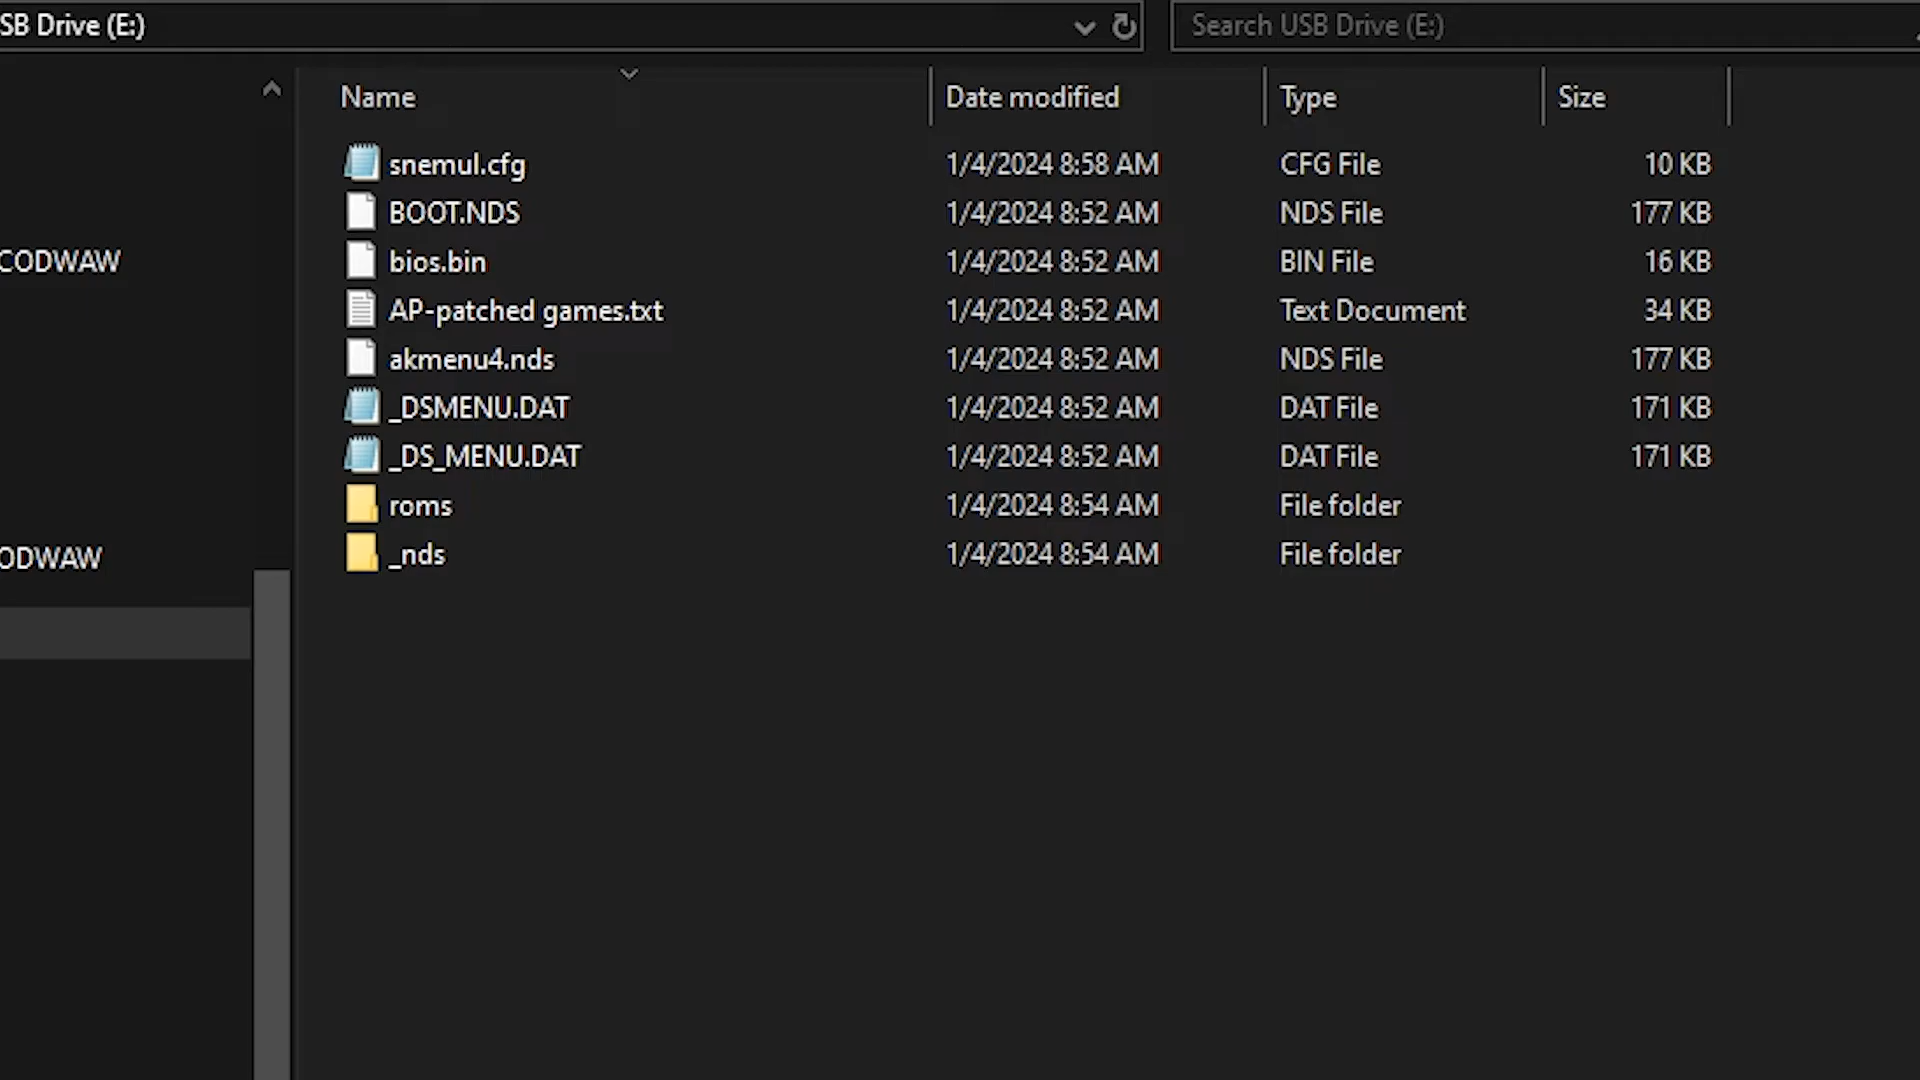 SB Drive (E:)
Search USB Drive (E:)
Name Date modified Type Size
snemul.cfg 1/4/2024 8:58 AM CFG File 10 KB
BOOT.NDS 1/4/2024 8:52 AM NDS File 177 KB
CODWAW
bios.bin 1/4/2024 8:52 AM BIN File 16 KB
AP-patched games.txt 1/4/2024 8:52 AM Text Document 34 KB
akmenu4.nds 1/4/2024 8:52 AM NDS File 177 KB
_DSMENU.DAT 1/4/2024 8:52 AM DAT File 171 KB
_DS_MENU.DAT 1/4/2024 8:52 AM DAT File 171 KB
roms 1/4/2024 8:54 AM File folder
ODWAW
_nds 1/4/2024 8:54 AM File folder